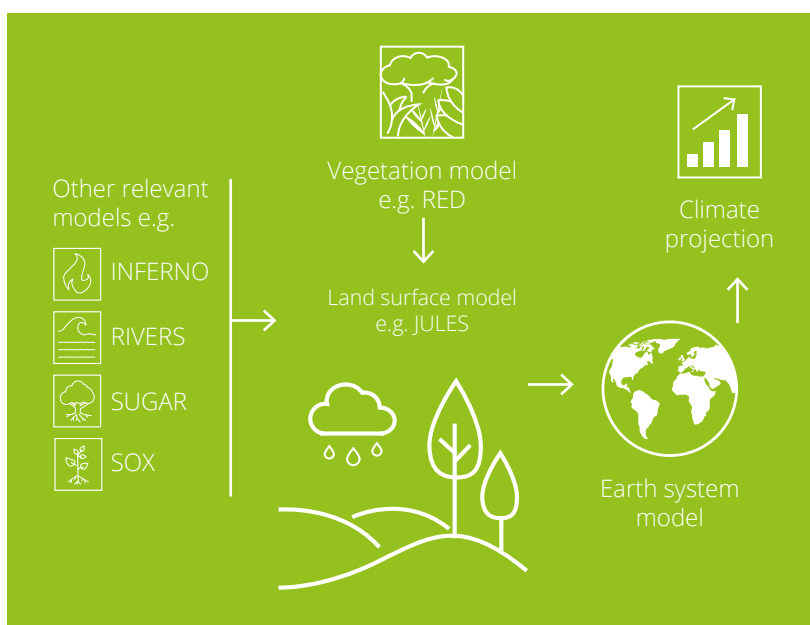 Other relevant
models e.g.
INFERNO
RIVERS
SUGAR
SOX
Vegetation model
e.g. RED
Land surface model
e.g. JULES
Earth system
model
Climate
projection